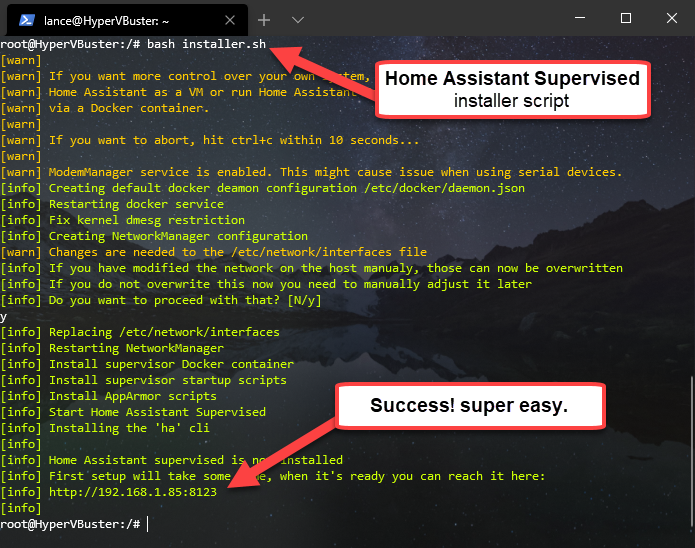 lance@HyperVBuster: ~
root@HyperVBuster:/# bash installer.sh
[warn]
[warn] If you want more control over your own system,
[warn] Home Assistant as a VM or run Home Assistant
[warn] via a Docker container.
[warn]
[warn] If you want to abort, hit ctrl+c within 10 seconds...
[warn]
[warn] ModemManager service is enabled. This might cause issue when using serial devices.
[info] Creating default docker deamon configuration /etc/docker/daemon.json
[info] Restarting docker service
[info] Fix kernel dmesg restriction
[info] Creating NetworkManager configuration
[warn] Changes are needed to the /etc/network/interfaces file
[info] If you have modified the network on the host manualy, those can now be overwritten
[info] If you do not overwrite this now you need to manually adjust it later
[info] Do you want to proceed with that? [N/y]
y
[info] Replacing /etc/network/interfaces
[info] Restarting NetworkManager
[info] Install supervisor Docker container
[info] Install supervisor startup scripts
[info] Install AppArmor scripts
[info] Start Home Assistant Supervised
[info] Installing the 'ha' cli
[info]
[info] Home Assistant supervised is now installed
[info] First setup will take some time, when it's ready you can reach it here:
[info] http://192.168.1.85:8123
[info]
root@HyperVBuster:/#
Home Assistant Supervised
installer script
Success! super easy.